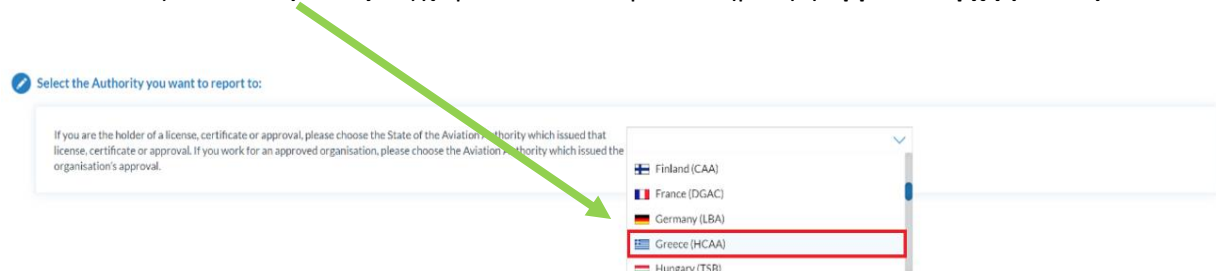 Select the Authority you want to report to:
If you are the holder of a license, certificate or approval, please choose the State of the Aviation Authority which issued that
license, certificate or approval. If you work for an approved organisation, please choose the Aviation Authority which issued the
organisation's approval.
Finland (CAA)
France (DGAC)
Germany (LBA)
Greece (HCAA)
Hungary (TSB)